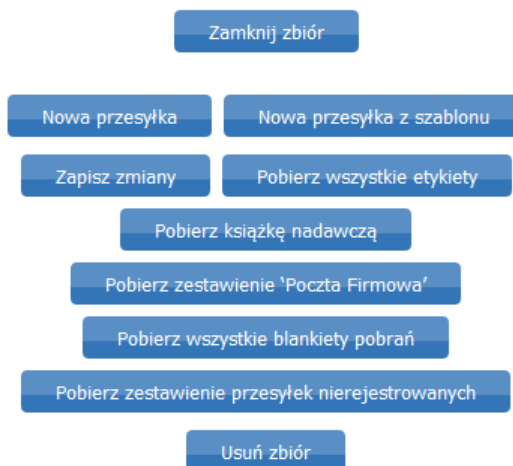 Zamknij zbiór
Nowa przesyłka Nowa przesyłka z szablonu
Zapisz zmiany Pobierz wszystkie etykiety
Pobierz książkę nadawczą
Pobierz zestawienie ‘Poczta Firmowa’
Pobierz wszystkie blankiety pobrań
Pobierz zestawienie przesyłek nierejestrowanych
Usuń zbiór